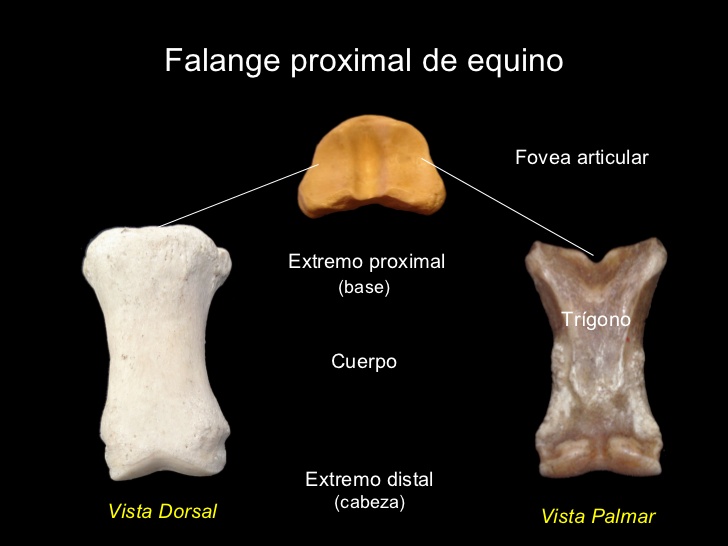 Falange proximal de equino
Fovea articular
Extremo proximal
(base)
Trígono
Cuerpo
Extremo distal
(cabeza)
Vista Dorsal
Vista Palmar